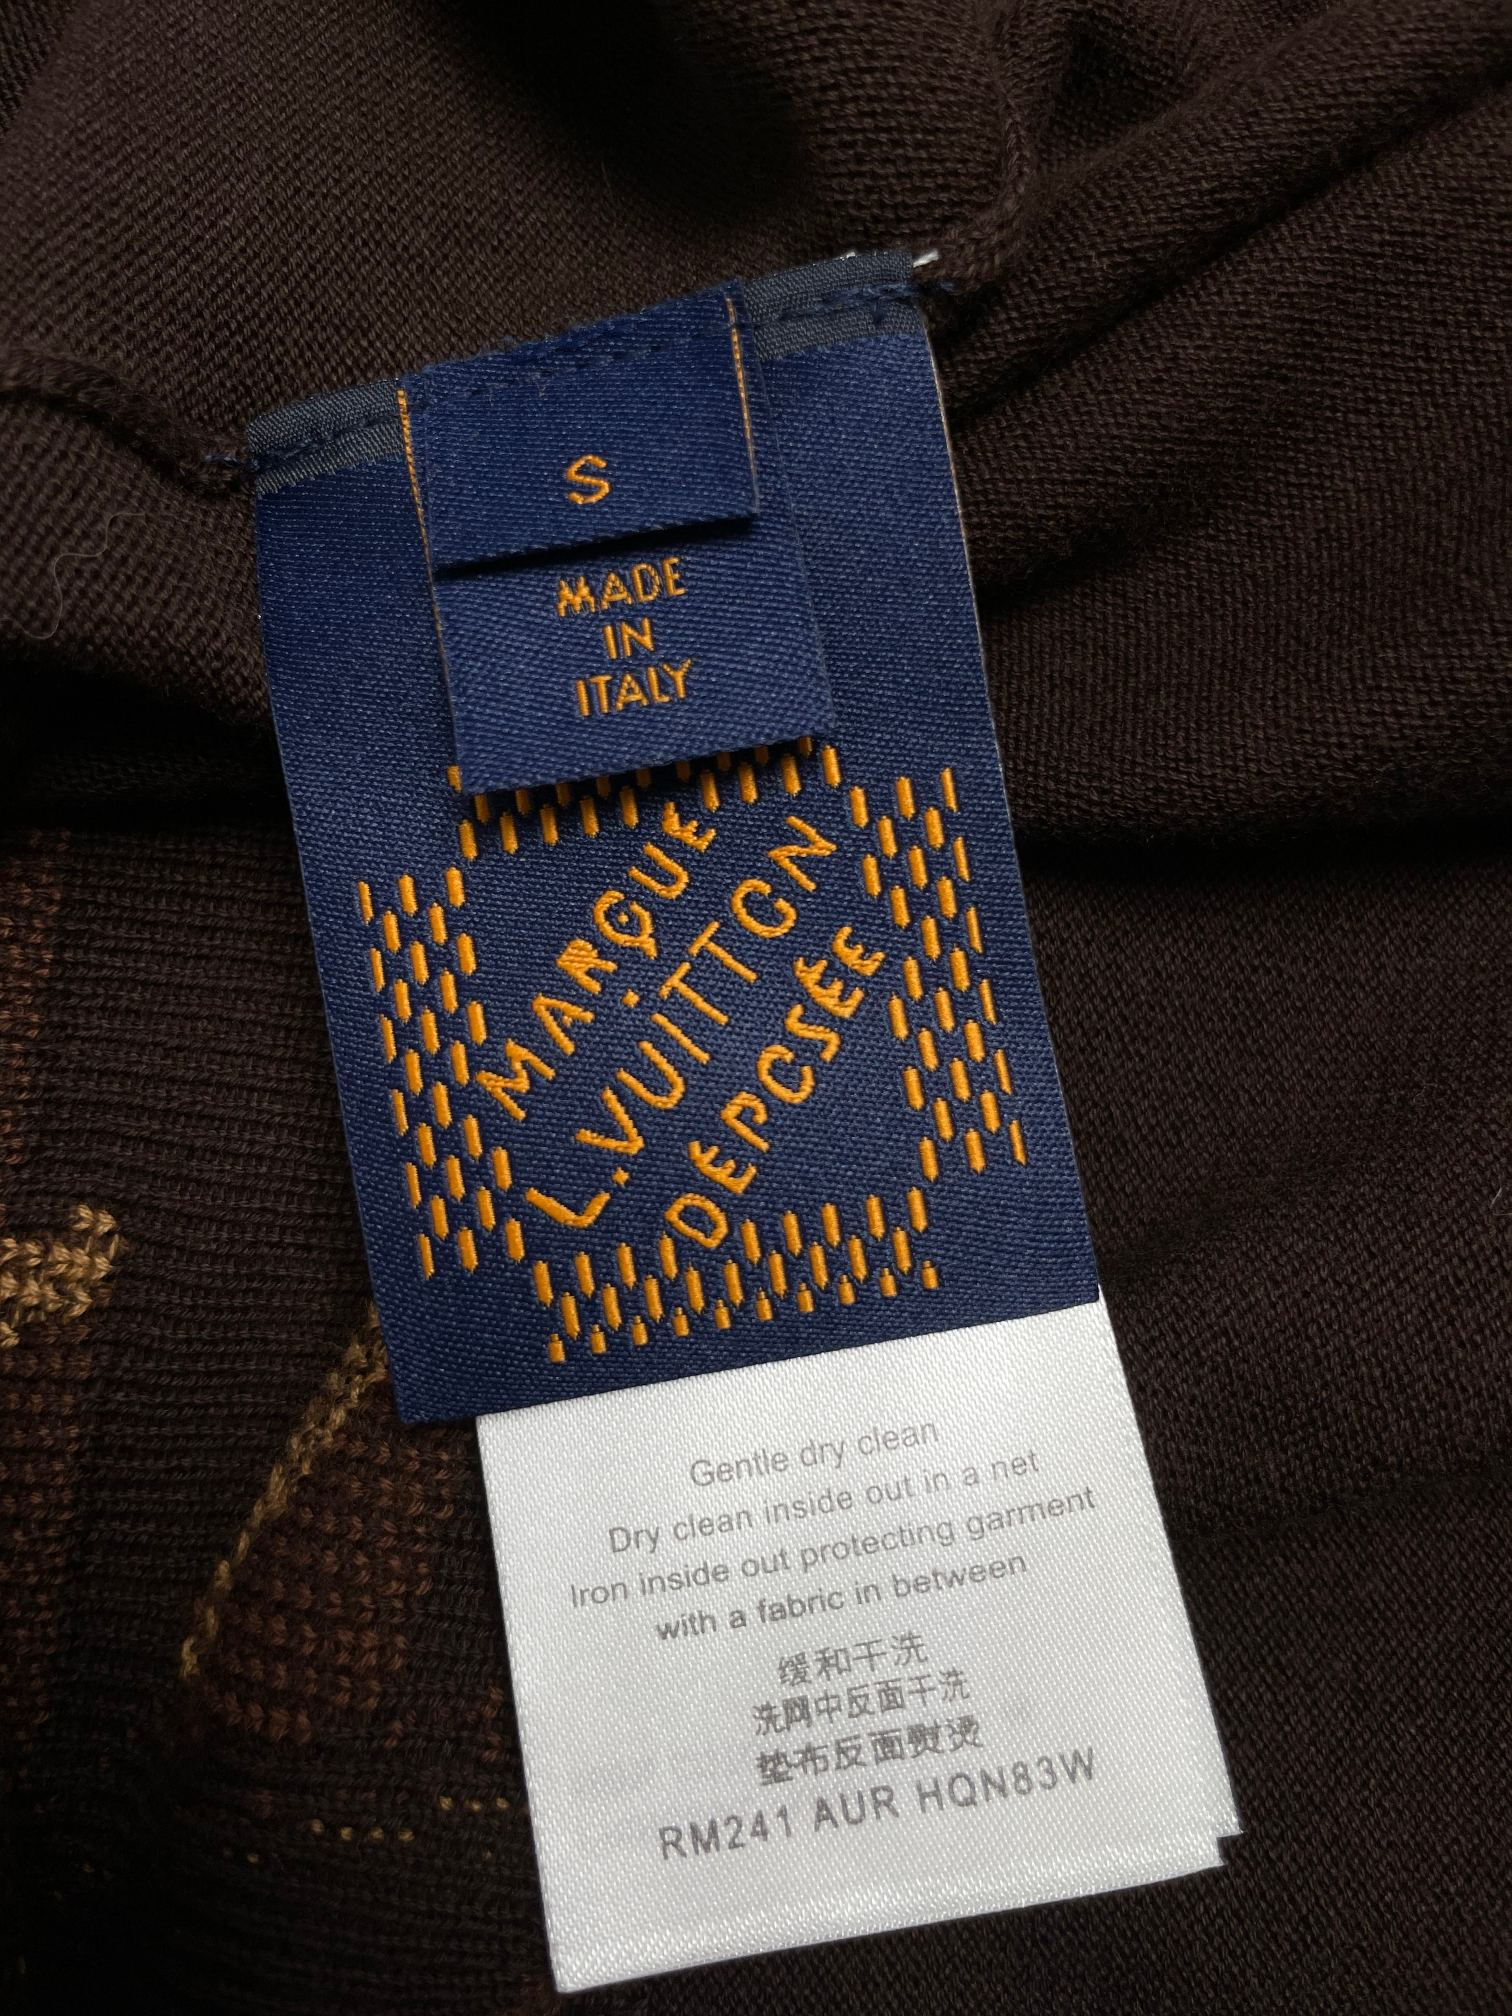 S
MADE
IN
ITALY
MARQUE
L.VUITTON
DEPOSÉE
Gentle dry clean
Dry clean inside out in a net
Iron inside out protecting garment
with a fabric in between
缓和干洗
洗网中反面干洗
垫布反面熨烫
RM241 AUR HQN83W